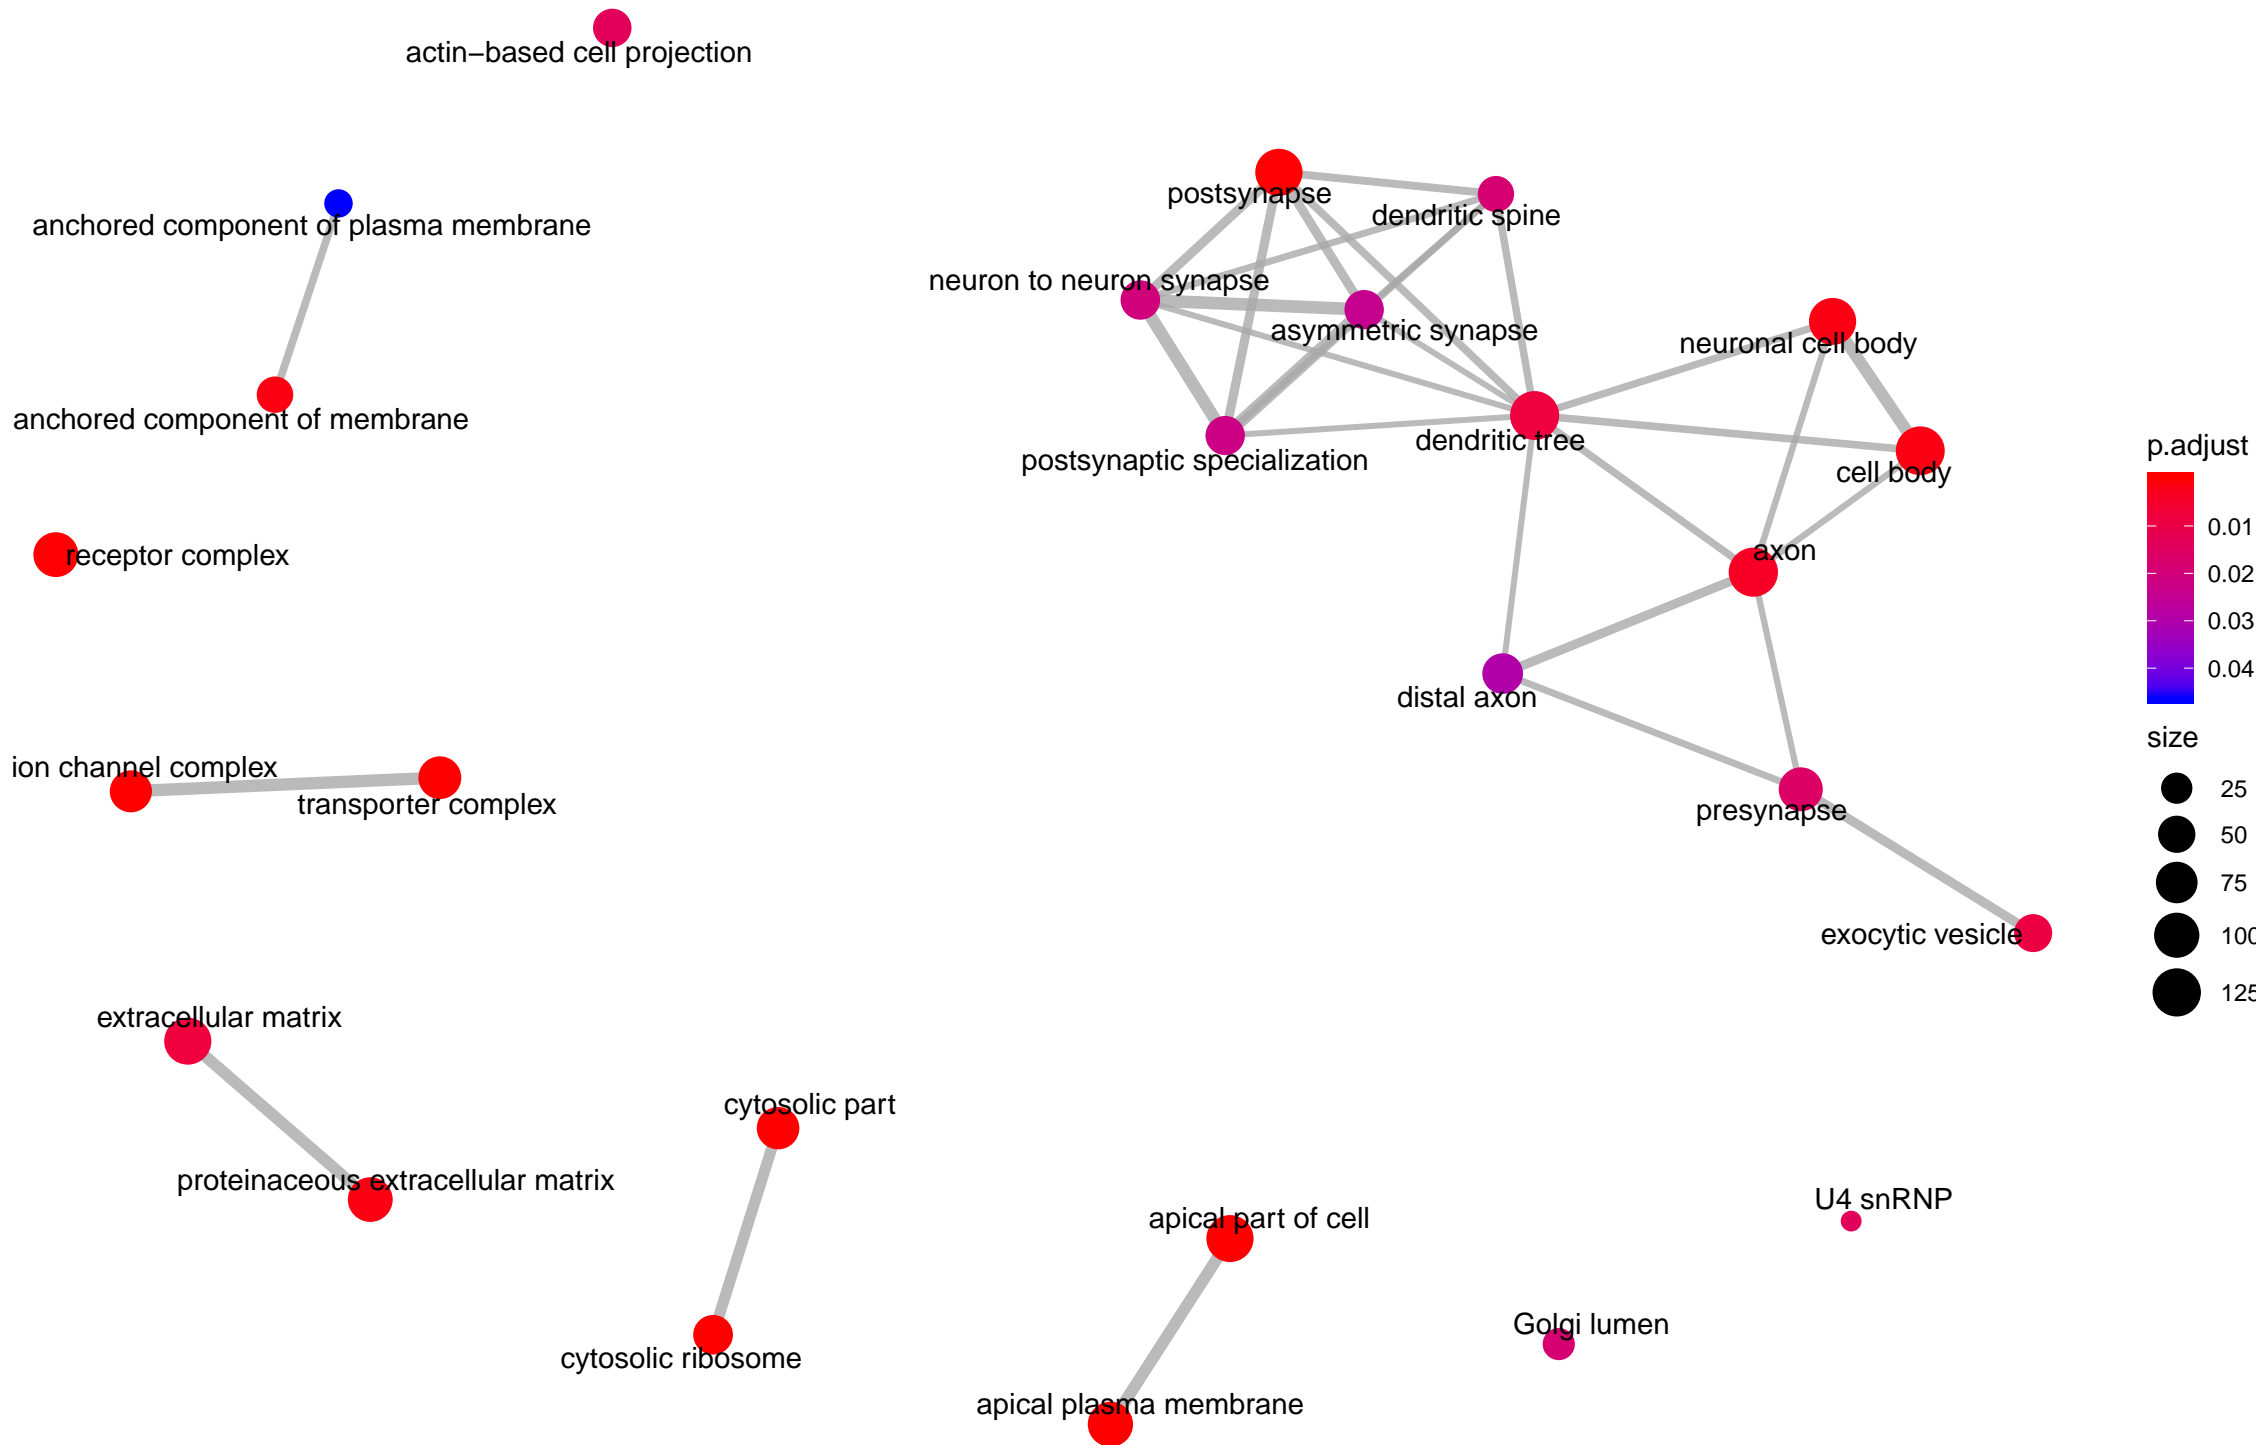 actin−based cell projection
anchored component of plasma membrane
anchored component of membrane
receptor complex
ion channel complex
transporter complex
extracellular matrix
proteinaceous extracellular matrix
cytosolic part
cytosolic ribosome
apical part of cell
apical plasma membrane
Golgi lumen
U4 snRNP
postsynapse
dendritic spine
neuron to neuron synapse
asymmetric synapse
postsynaptic specialization
dendritic tree
neuronal cell body
cell body
axon
distal axon
presynapse
exocytic vesicle
p.adjust
0.01
0.02
0.03
0.04
size
25
50
75
100
125